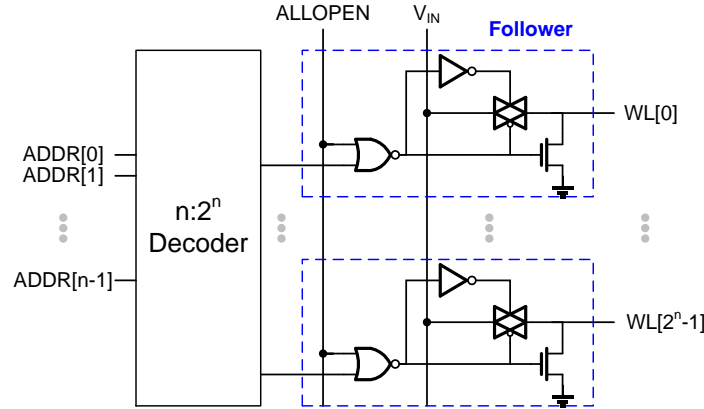 ALLOPEN
V_IN
Follower
WL[0]
ADDR[0]
ADDR[1]
n:2^n
Decoder
ADDR[n-1]
WL[2^n-1]